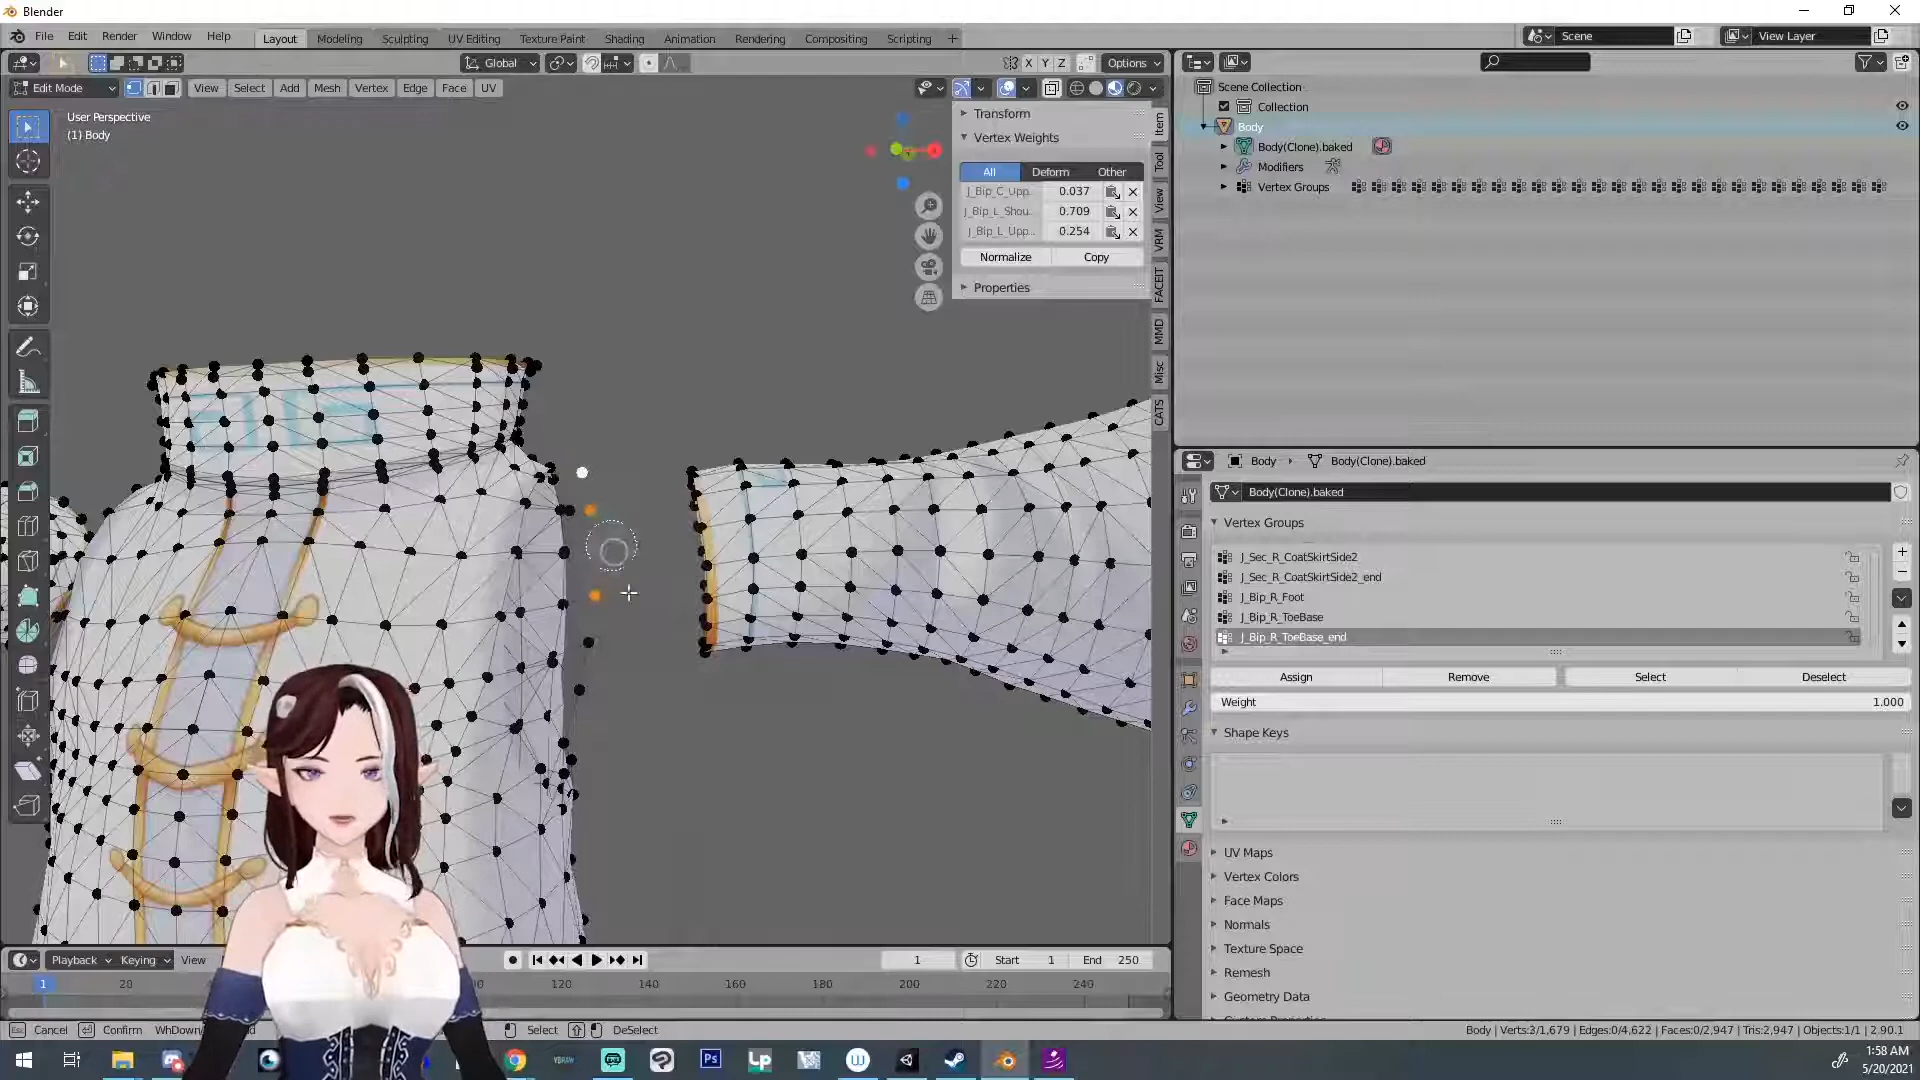 Blender
File Edit Render Window Help
Layout Modeling Sculpting UV Editing Texture Paint Shading Animation Rendering Compositing Scripting +
Scene
View Layer
Global
X Y Z
Options
Edit Mode
View Select Add Mesh Vertex Edge Face UV
User Perspective
(1) Body
Transform
Vertex Weights
All Deform Other
J_Bip_C_Upp.. 0.037
J_Bip_L_Shou.. 0.709
J_Bip_L_Upp... 0.254
Normalize Copy
Properties
Item
Tool
View
VRM
FACEIT
MMD
Misc
CATS
Scene Collection
Collection
Body
Body(Clone).baked
Modifiers
Vertex Groups
Body Body(Clone).baked
Body(Clone).baked
Vertex Groups
J_Sec_R_CoatSkirtSide2
J_Sec_R_CoatSkirtSide2_end
J_Bip_R_Foot
J_Bip_R_ToeBase
J_Bip_R_ToeBase_end
Assign Remove Select Deselect
Weight 1.000
Shape Keys
UV Maps
Vertex Colors
Face Maps
Normals
Texture Space
Remesh
Geometry Data
Playback Keying View
1 Start 1 End 250
1 20 120 140 160 180 200 220 240
Cancel Confirm Select DeSelect
Body | Verts:3/1,679 | Edges:0/4,622 | Faces:0/2,947 | Tris:2,947 | Objects:1/1 | 2.90.1
Ps
1:58 AM
5/20/2021